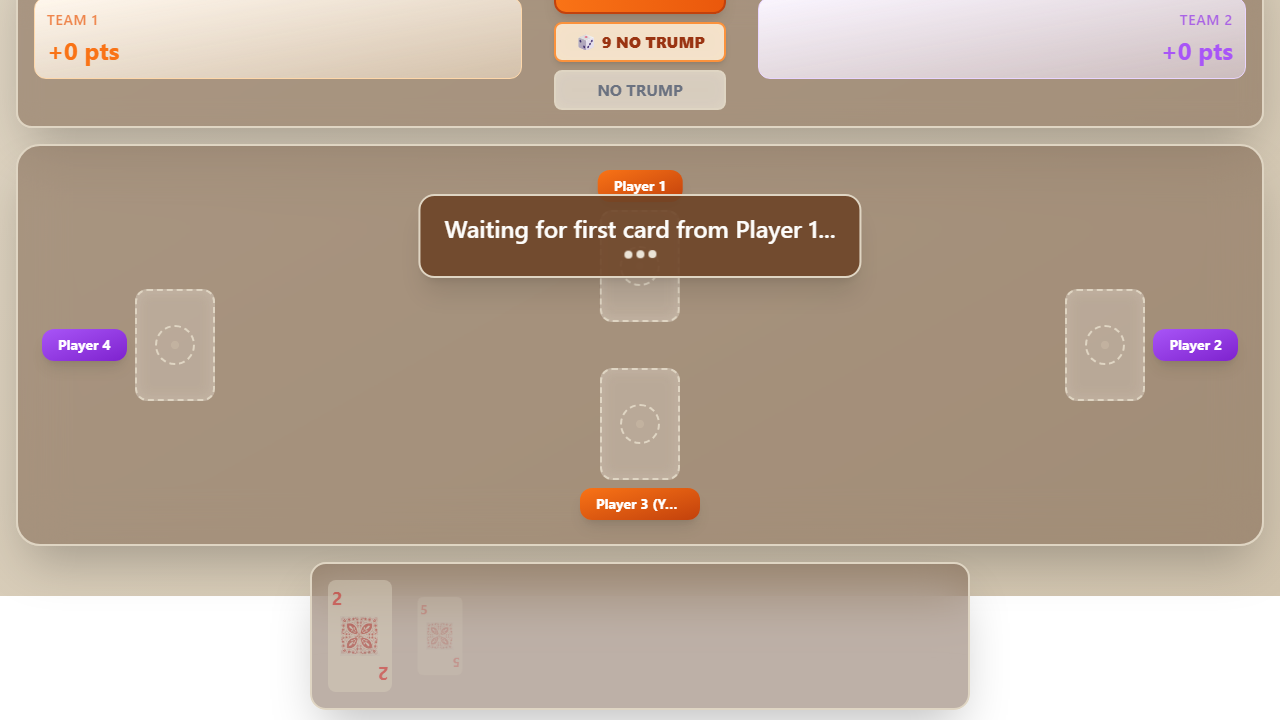 TEAM 1
+0 pts
🎲 9 NO TRUMP
NO TRUMP
TEAM 2
+0 pts
Player 1
Waiting for first card from Player 1...
Player 4
Player 2
Player 3 (Y...
2
2
5
5